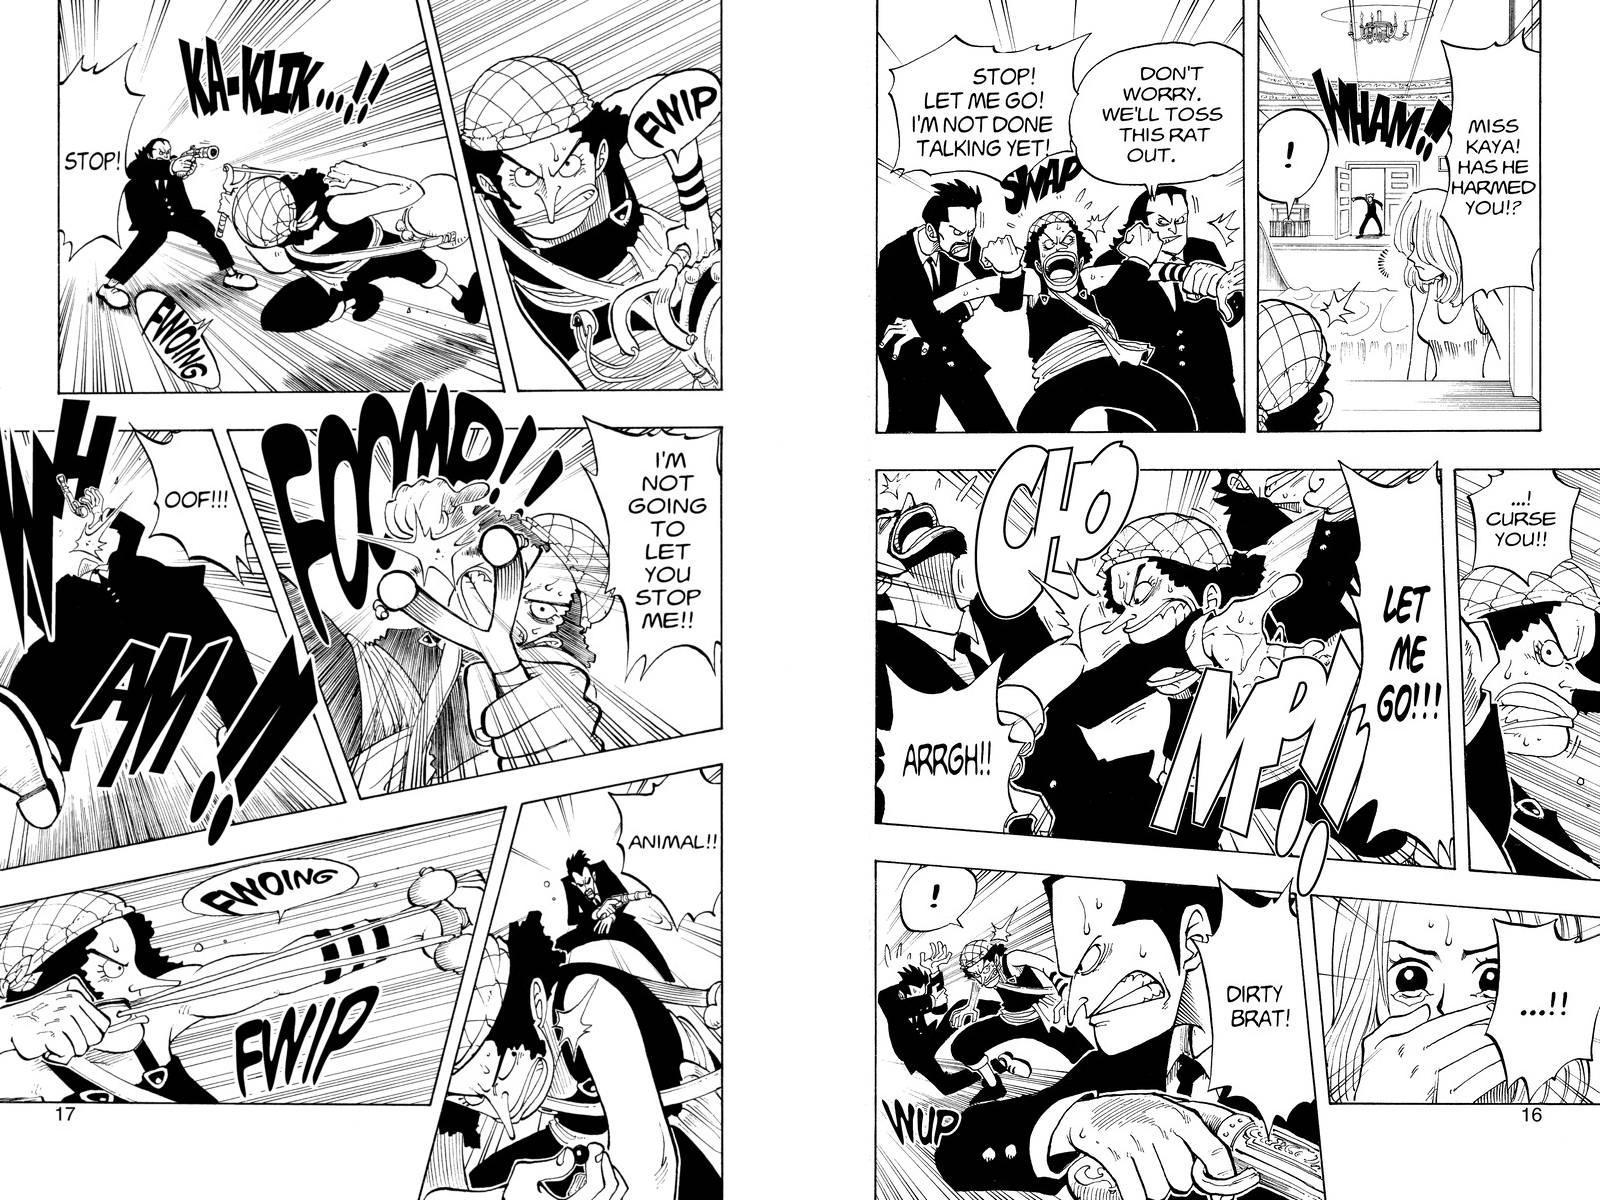 MISS
KAYA!
HAS HE
HARMED
YOU!?
WHAM!!
!
DON'T
WORRY.
WE'LL TOSS
THIS RAT
OUT.
STOP!
LET ME GO!
I'M NOT DONE
TALKING YET!
SWAP
...!
CURSE
YOU!!
LET
ME
GO!!!
CHO
MP!!
ARRGH!!
...!!
DIRTY
BRAT!
!
WUP
16
FWIP
KA-KLIK...!!
STOP!
FWOING
I'M
NOT
GOING
TO
LET
YOU
STOP
ME!!
FOOMP!!
OOF!!!
WH
AM!!
ANIMAL!!
FWOING
FWIP
17